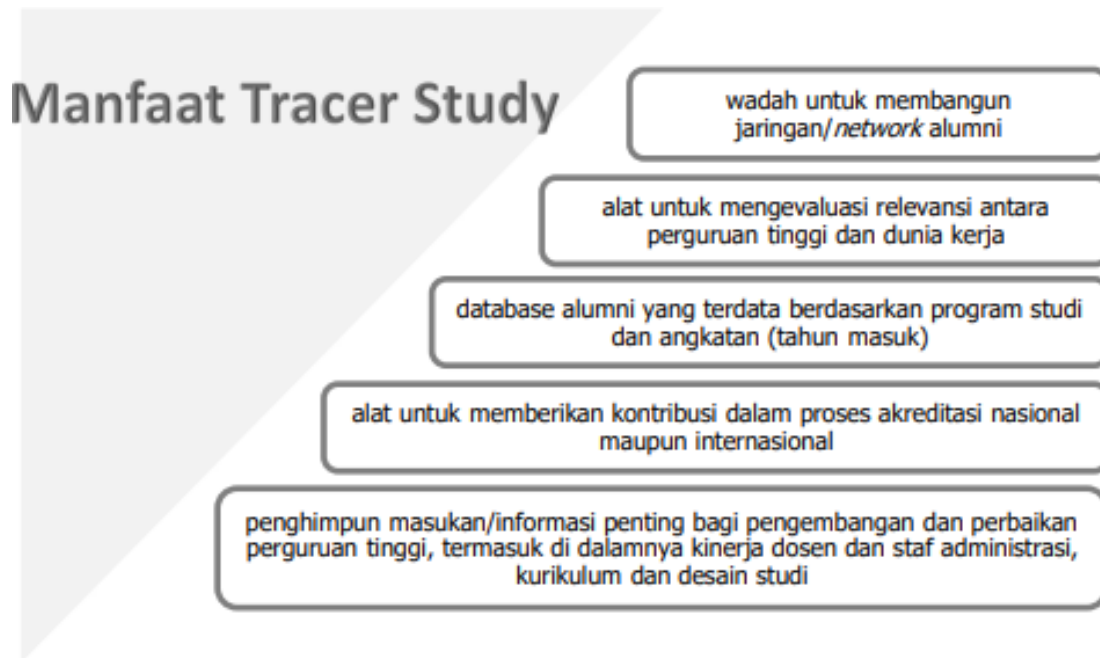 Manfaat Tracer Study
wadah untuk membangun
jaringan/network alumni
alat untuk mengevaluasi relevansi antara
perguruan tinggi dan dunia kerja
database alumni yang terdata berdasarkan program studi
dan angkatan (tahun masuk)
alat untuk memberikan kontribusi dalam proses akreditasi nasional
maupun internasional
penghimpun masukan/informasi penting bagi pengembangan dan perbaikan
perguruan tinggi, termasuk di dalamnya kinerja dosen dan staf administrasi,
kurikulum dan desain studi